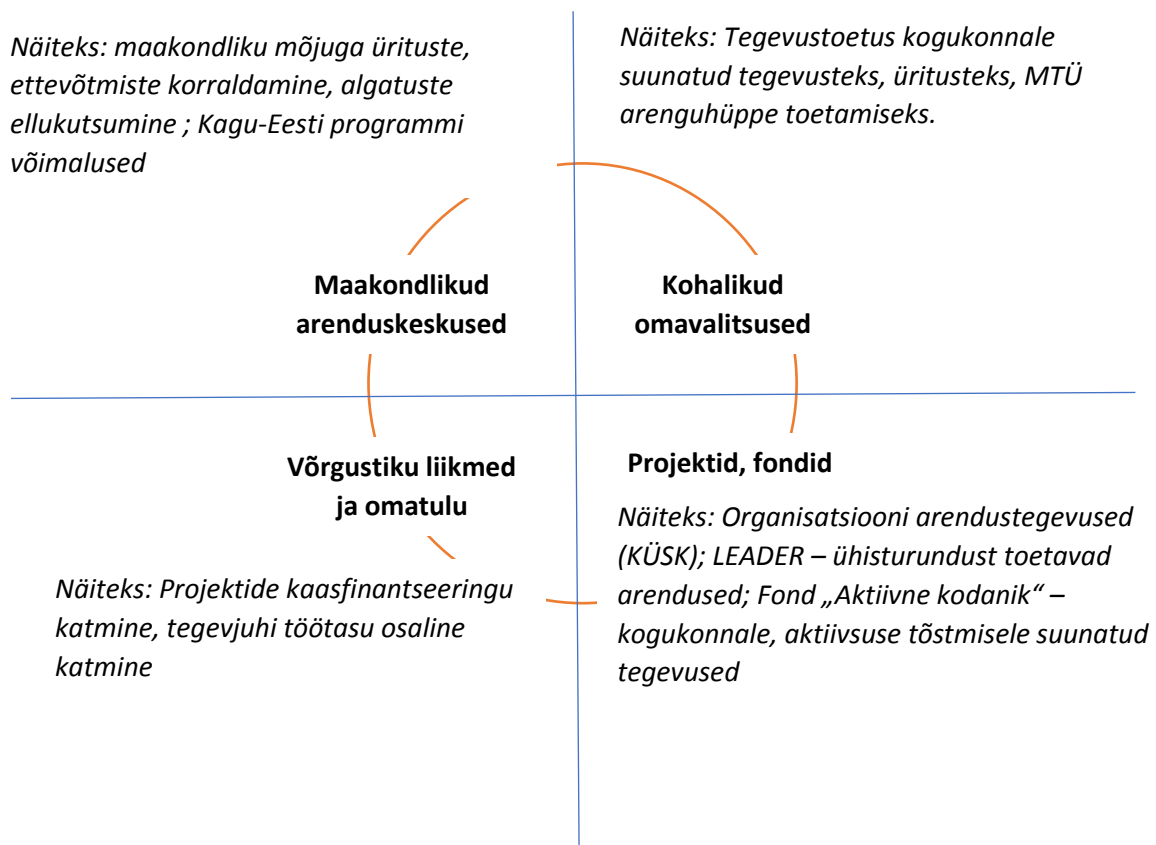 Näiteks: maakondliku mõjuga ürituste,
ettevõtmiste korraldamine, algatuste
ellukutsumine ; Kagu-Eesti programmi
võimalused
Näiteks: Tegevustoetus kogukonnale
suunatud tegevusteks, üritusteks, MTÜ
arenguhüppe toetamiseks.
Maakondlikud
arenduskeskused
Kohalikud
omavalitsused
Võrgustiku liikmed
ja omatulu
Näiteks: Projektide kaasfinantseeringu
katmine, tegevjuhi töötasu osaline
katmine
Projektid, fondid
Näiteks: Organisatsiooni arendustegevused
(KÜSK); LEADER – ühisturundust toetavad
arendused; Fond „Aktiivne kodanik“ –
kogukonnale, aktiivsuse tõstmisele suunatud
tegevused